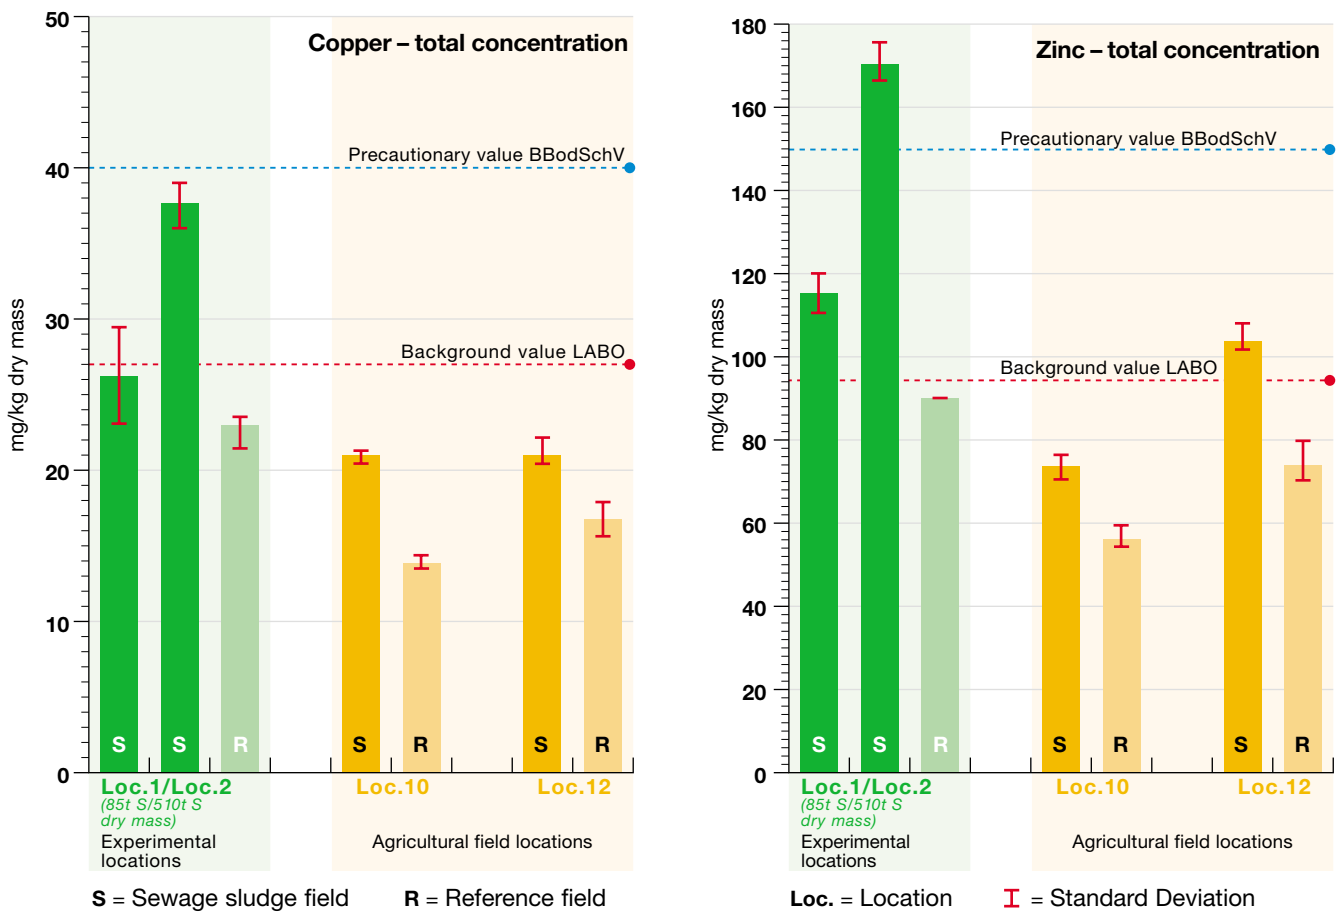 Copper – total concentration
50
40
30
20
10
0
mg/kg dry mass
Precautionary value BBodSchV
Background value LABO
S
S
R
S
R
S
R
Loc.1/Loc.2
(85t S/510t S
dry mass)
Experimental
locations
Loc.10
Loc.12
Agricultural field locations
Zinc – total concentration
180
160
140
120
100
80
60
40
20
0
mg/kg dry mass
Precautionary value BBodSchV
Background value LABO
S
S
R
S
R
S
R
Loc.1/Loc.2
(85t S/510t S
dry mass)
Experimental
locations
Loc.10
Loc.12
Agricultural field locations
S = Sewage sludge field R = Reference field Loc. = Location = Standard Deviation